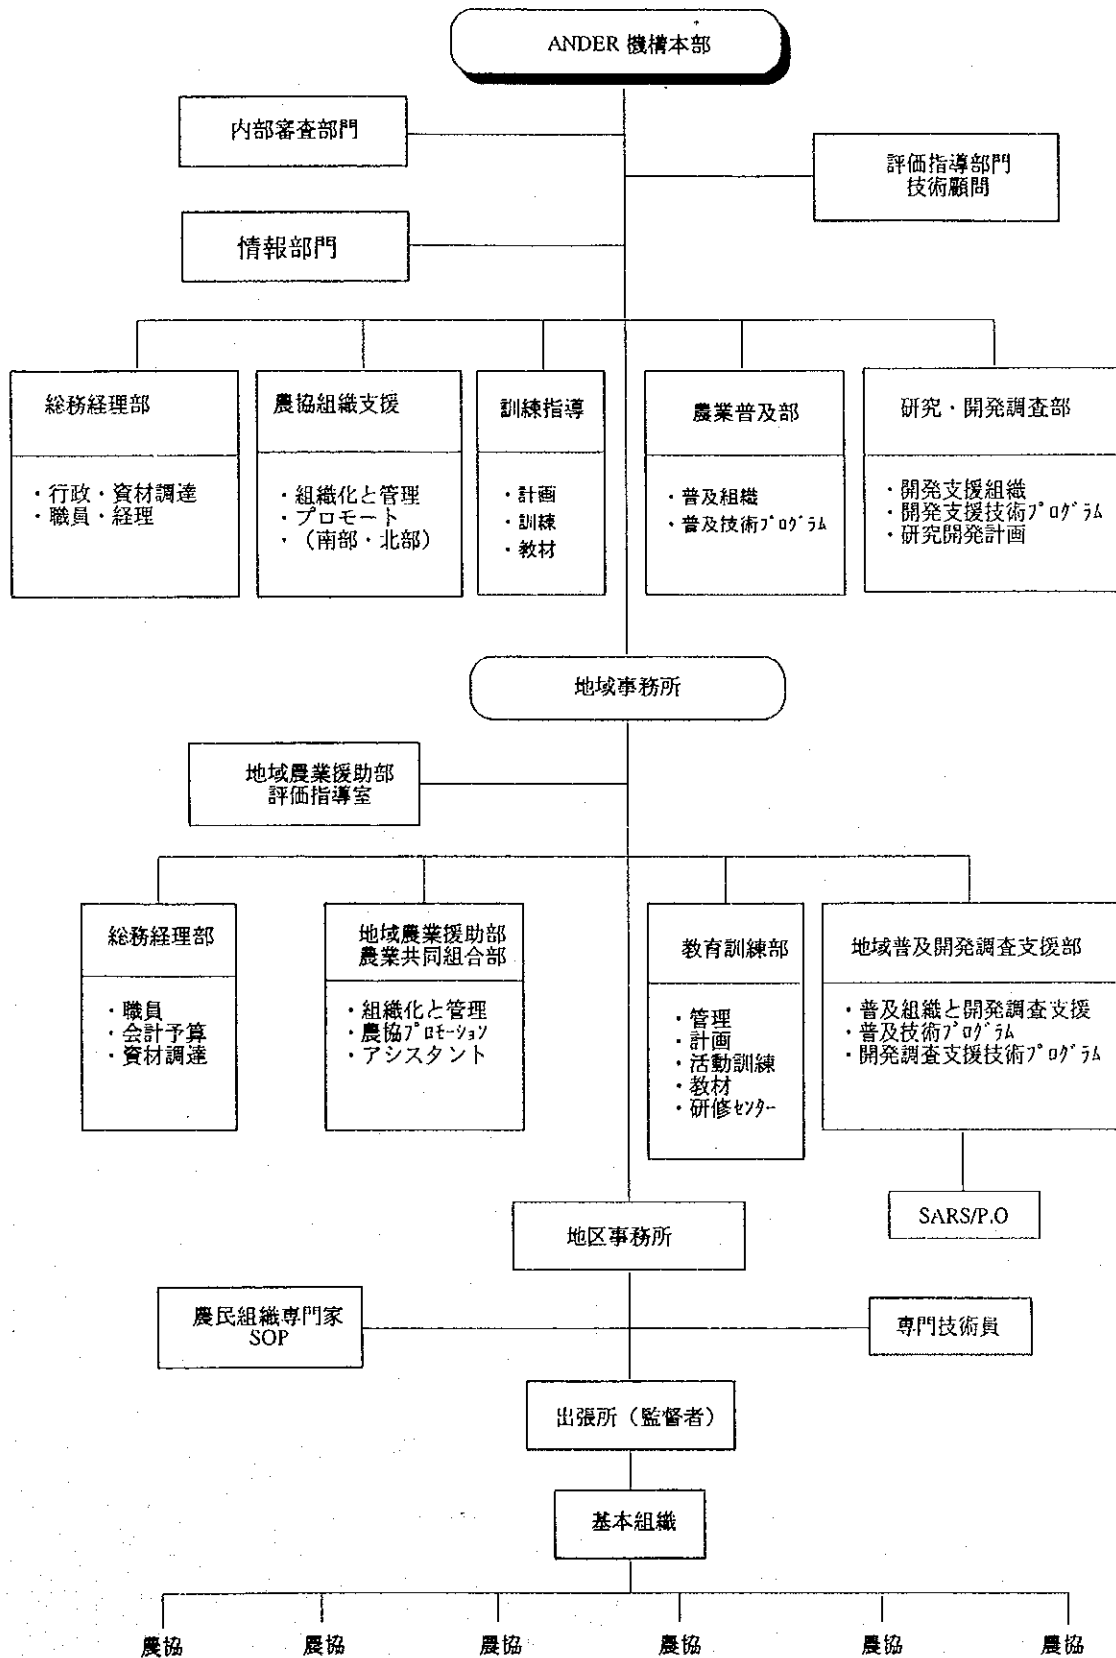 ANDER 機構本部
内部審査部門
評価指導部門
技術顧問
情報部門
総務経理部
・行政・資材調達
・職員・経理
農協組織支援
・組織化と管理
・プロモート
・（南部・北部）
訓練指導
・計画
・訓練
・教材
農業普及部
・普及組織
・普及技術ﾌﾟﾛｸﾞﾗﾑ
研究・開発調査部
・開発支援組織
・開発支援技術ﾌﾟﾛｸﾞﾗﾑ
・研究開発計画
地域事務所
地域農業援助部
評価指導室
総務経理部
・職員
・会計予算
・資材調達
地域農業援助部
農業共同組合部
・組織化と管理
・農協ﾌﾟﾛﾓｰｼｮﾝ
・アシスタント
教育訓練部
・管理
・計画
・活動訓練
・教材
・研修ｾﾝﾀｰ
地域普及開発調査支援部
・普及組織と開発調査支援
・普及技術ﾌﾟﾛｸﾞﾗﾑ
・開発調査支援技術ﾌﾟﾛｸﾞﾗﾑ
SARS/P.O
地区事務所
農民組織専門家
SOP
専門技術員
出張所（監督者）
基本組織
農協
農協
農協
農協
農協
農協